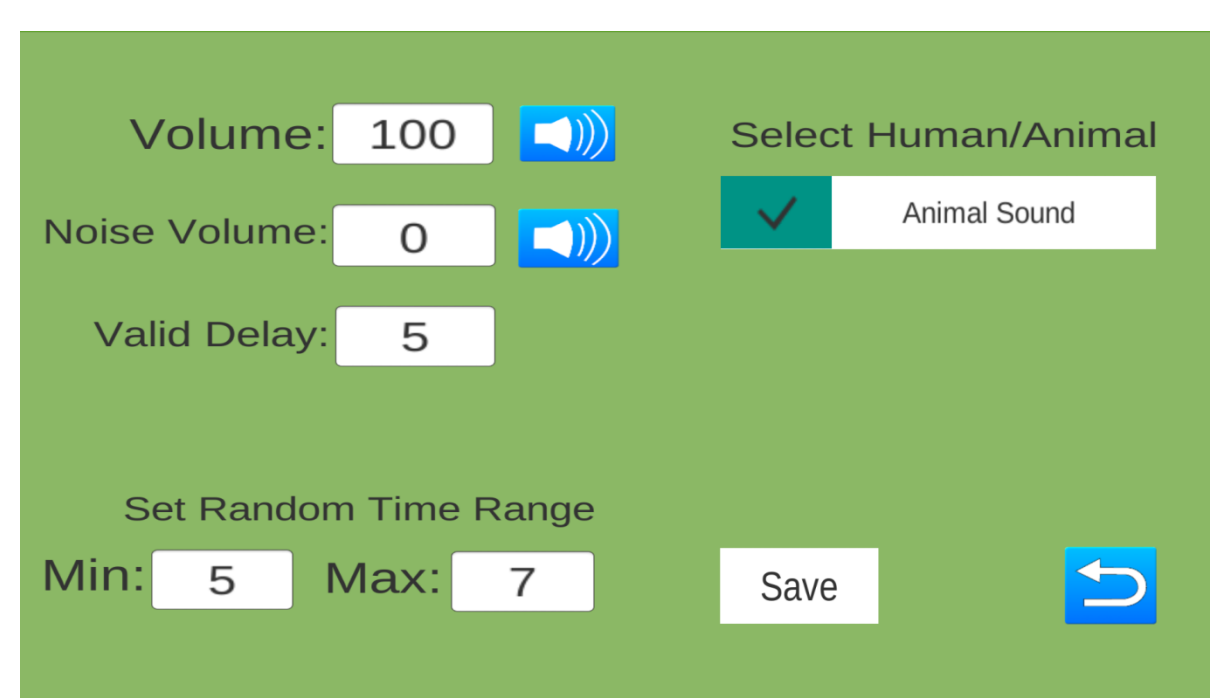 Volume: 100
Noise Volume: 0
Valid Delay: 5
Set Random Time Range
Min: 5 Max: 7
Select Human/Animal
Animal Sound
Save